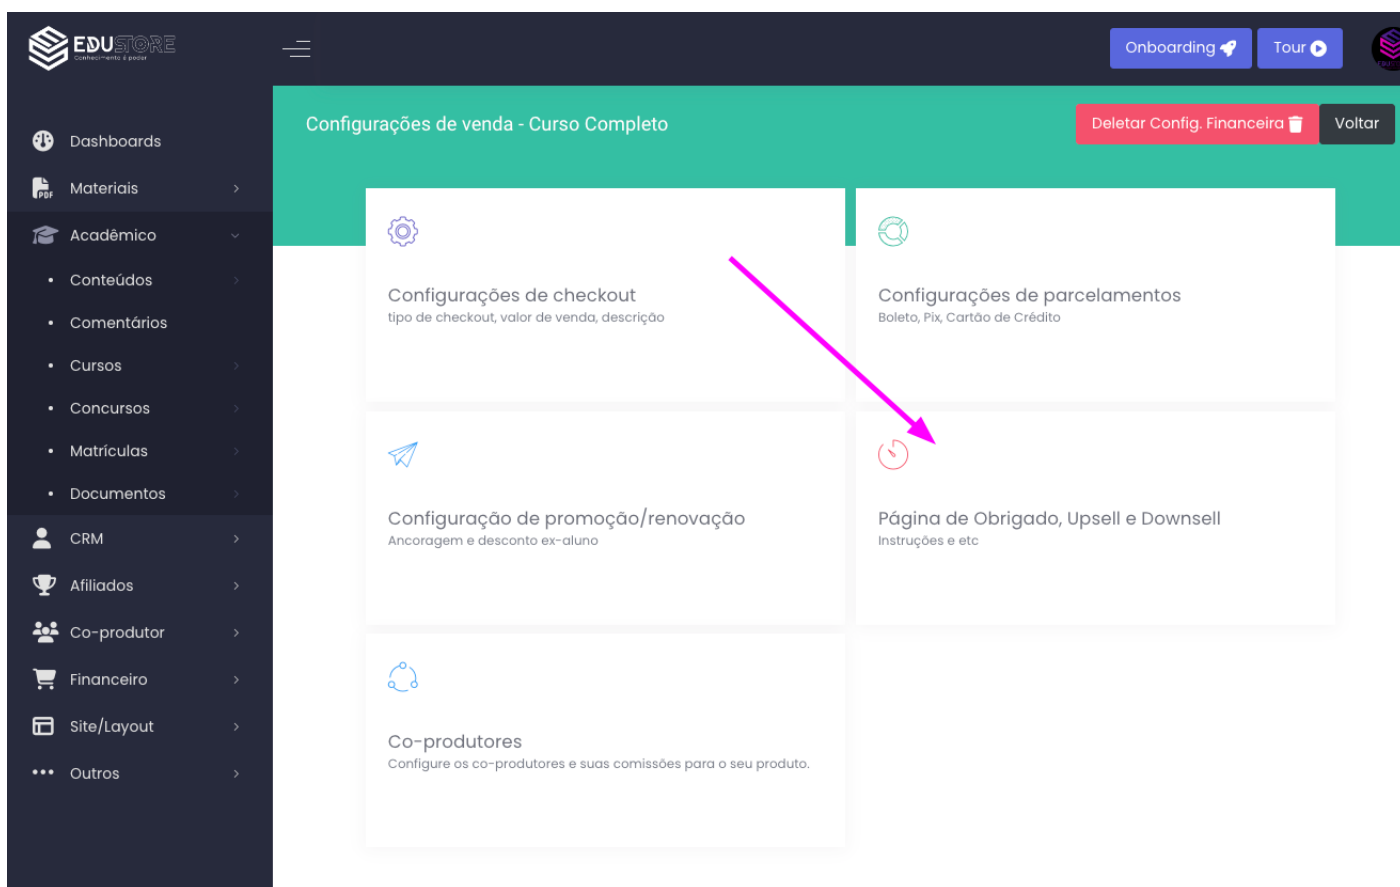 EDUSTORE
Conhecimento é poder
Onboarding
Tour
Configurações de venda - Curso Completo
Deletar Config. Financeira
Voltar
Dashboards
Materiais
PDF
Acadêmico
Conteúdos
Comentários
Cursos
Concursos
Matrículas
Documentos
CRM
Afiliados
Co-produtor
Financeiro
Site/Layout
Outros
Configurações de checkout
tipo de checkout, valor de venda, descrição
Configurações de parcelamentos
Boleto, Pix, Cartão de Crédito
Configuração de promoção/renovação
Ancoragem e desconto ex-aluno
Página de Obrigado, Upsell e Downsell
Instruções e etc
Co-produtores
Configure os co-produtores e suas comissões para o seu produto.